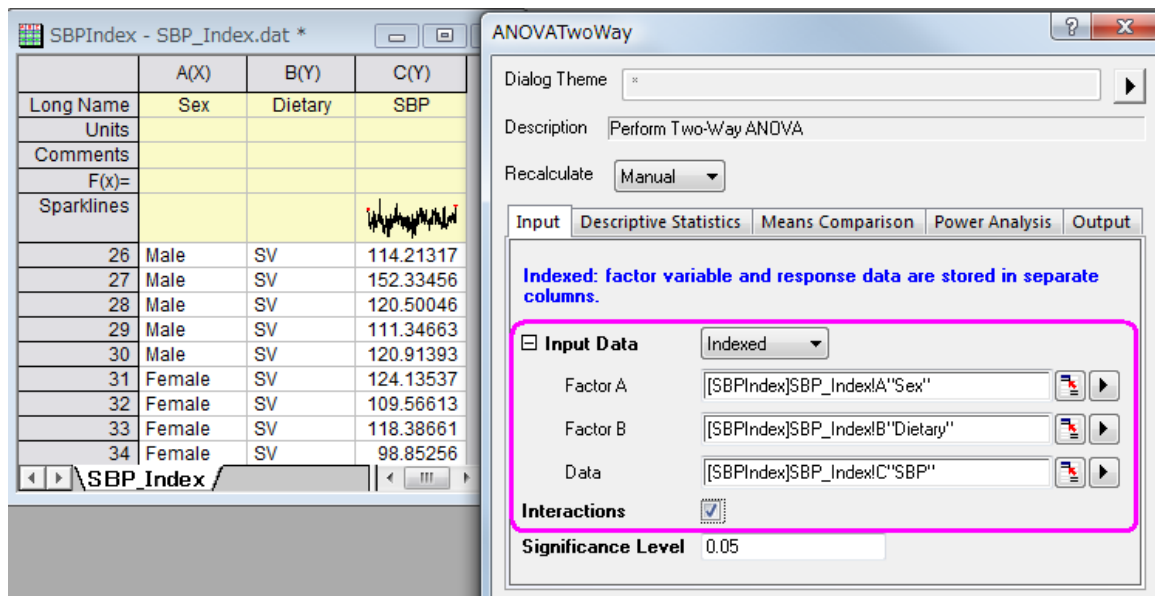 SBPIndex - SBP_Index.dat *
A(X) B(Y) C(Y)
Long Name Sex Dietary SBP
Units
Comments
F(x)=
Sparklines
26 Male SV 114.21317
27 Male SV 152.33456
28 Male SV 120.50046
29 Male SV 111.34663
30 Male SV 120.91393
31 Female SV 124.13537
32 Female SV 109.56613
33 Female SV 118.38661
34 Female SV 98.85256
SBP_Index
ANOVATwoWay
Dialog Theme *
Description Perform Two-Way ANOVA
Recalculate Manual
Input Descriptive Statistics Means Comparison Power Analysis Output
Indexed: factor variable and response data are stored in separate
columns.
Input Data Indexed
Factor A [SBPIndex]SBP_Index!A"Sex"
Factor B [SBPIndex]SBP_Index!B"Dietary"
Data [SBPIndex]SBP_Index!C"SBP"
Interactions
Significance Level 0.05